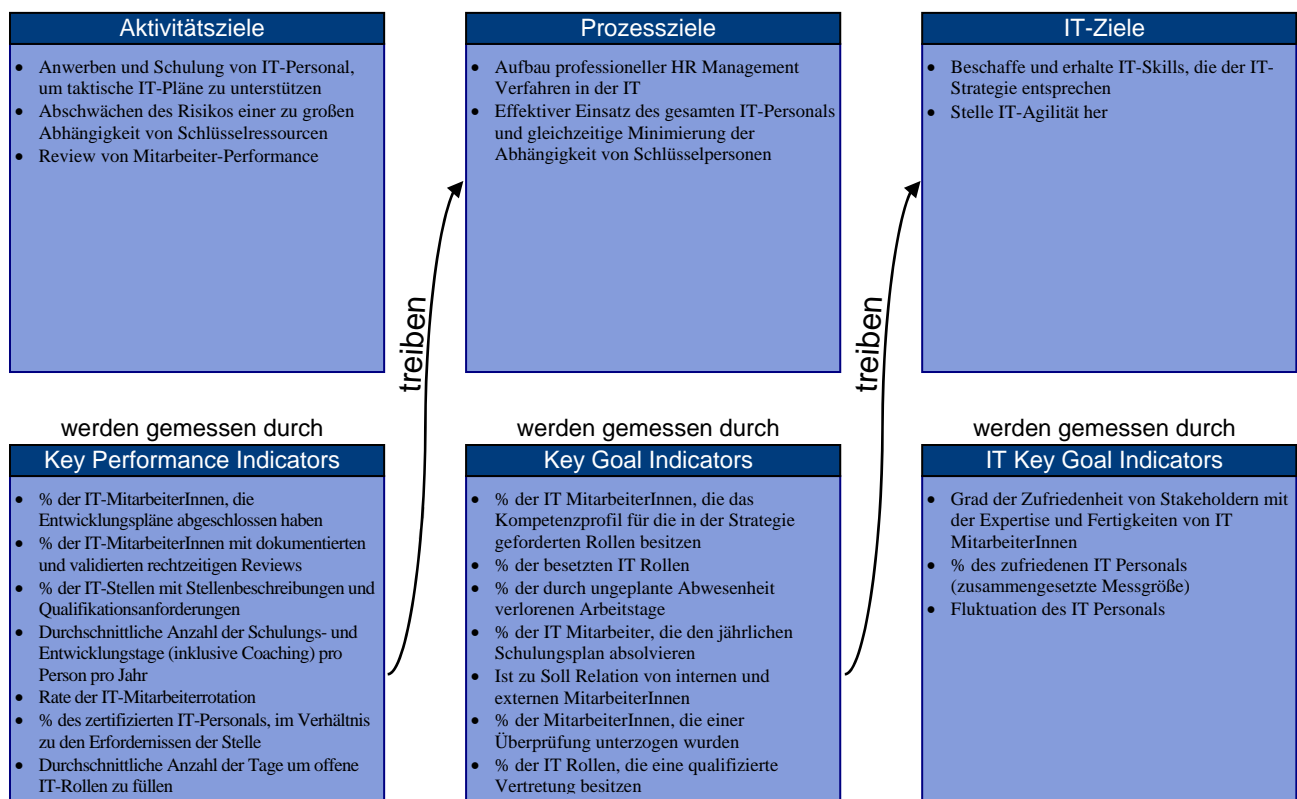 Aktivitätsziele
• Anwerben und Schulung von IT-Personal,
um taktische IT-Pläne zu unterstützen
• Abschwächen des Risikos einer zu großen
Abhängigkeit von Schlüsselressourcen
• Review von Mitarbeiter-Performance
Prozessziele
• Aufbau professioneller HR Management
Verfahren in der IT
• Effektiver Einsatz des gesamten IT-Personals
und gleichzeitige Minimierung der
Abhängigkeit von Schlüsselpersonen
IT-Ziele
• Beschaffe und erhalte IT-Skills, die der IT-
Strategie entsprechen
• Stelle IT-Agilität her
treiben
treiben
werden gemessen durch
Key Performance Indicators
• % der IT-MitarbeiterInnen, die
Entwicklungspläne abgeschlossen haben
• % der IT-MitarbeiterInnen mit dokumentierten
und validierten rechtzeitigen Reviews
• % der IT-Stellen mit Stellenbeschreibungen und
Qualifikationsanforderungen
• Durchschnittliche Anzahl der Schulungs- und
Entwicklungstage (inklusive Coaching) pro
Person pro Jahr
• Rate der IT-Mitarbeiterrotation
• % des zertifizierten IT-Personals, im Verhältnis
zu den Erfordernissen der Stelle
• Durchschnittliche Anzahl der Tage um offene
IT-Rollen zu füllen
werden gemessen durch
Key Goal Indicators
• % der IT MitarbeiterInnen, die das
Kompetenzprofil für die in der Strategie
geforderten Rollen besitzen
• % der besetzten IT Rollen
• % der durch ungeplante Abwesenheit
verlorenen Arbeitstage
• % der IT Mitarbeiter, die den jährlichen
Schulungsplan absolvieren
• Ist zu Soll Relation von internen und
externen MitarbeiterInnen
• % der MitarbeiterInnen, die einer
Überprüfung unterzogen wurden
• % der IT Rollen, die eine qualifizierte
Vertretung besitzen
werden gemessen durch
IT Key Goal Indicators
• Grad der Zufriedenheit von Stakeholdern mit
der Expertise und Fertigkeiten von IT
MitarbeiterInnen
• % des zufriedenen IT Personals
(zusammengesetzte Messgröße)
• Fluktuation des IT Personals